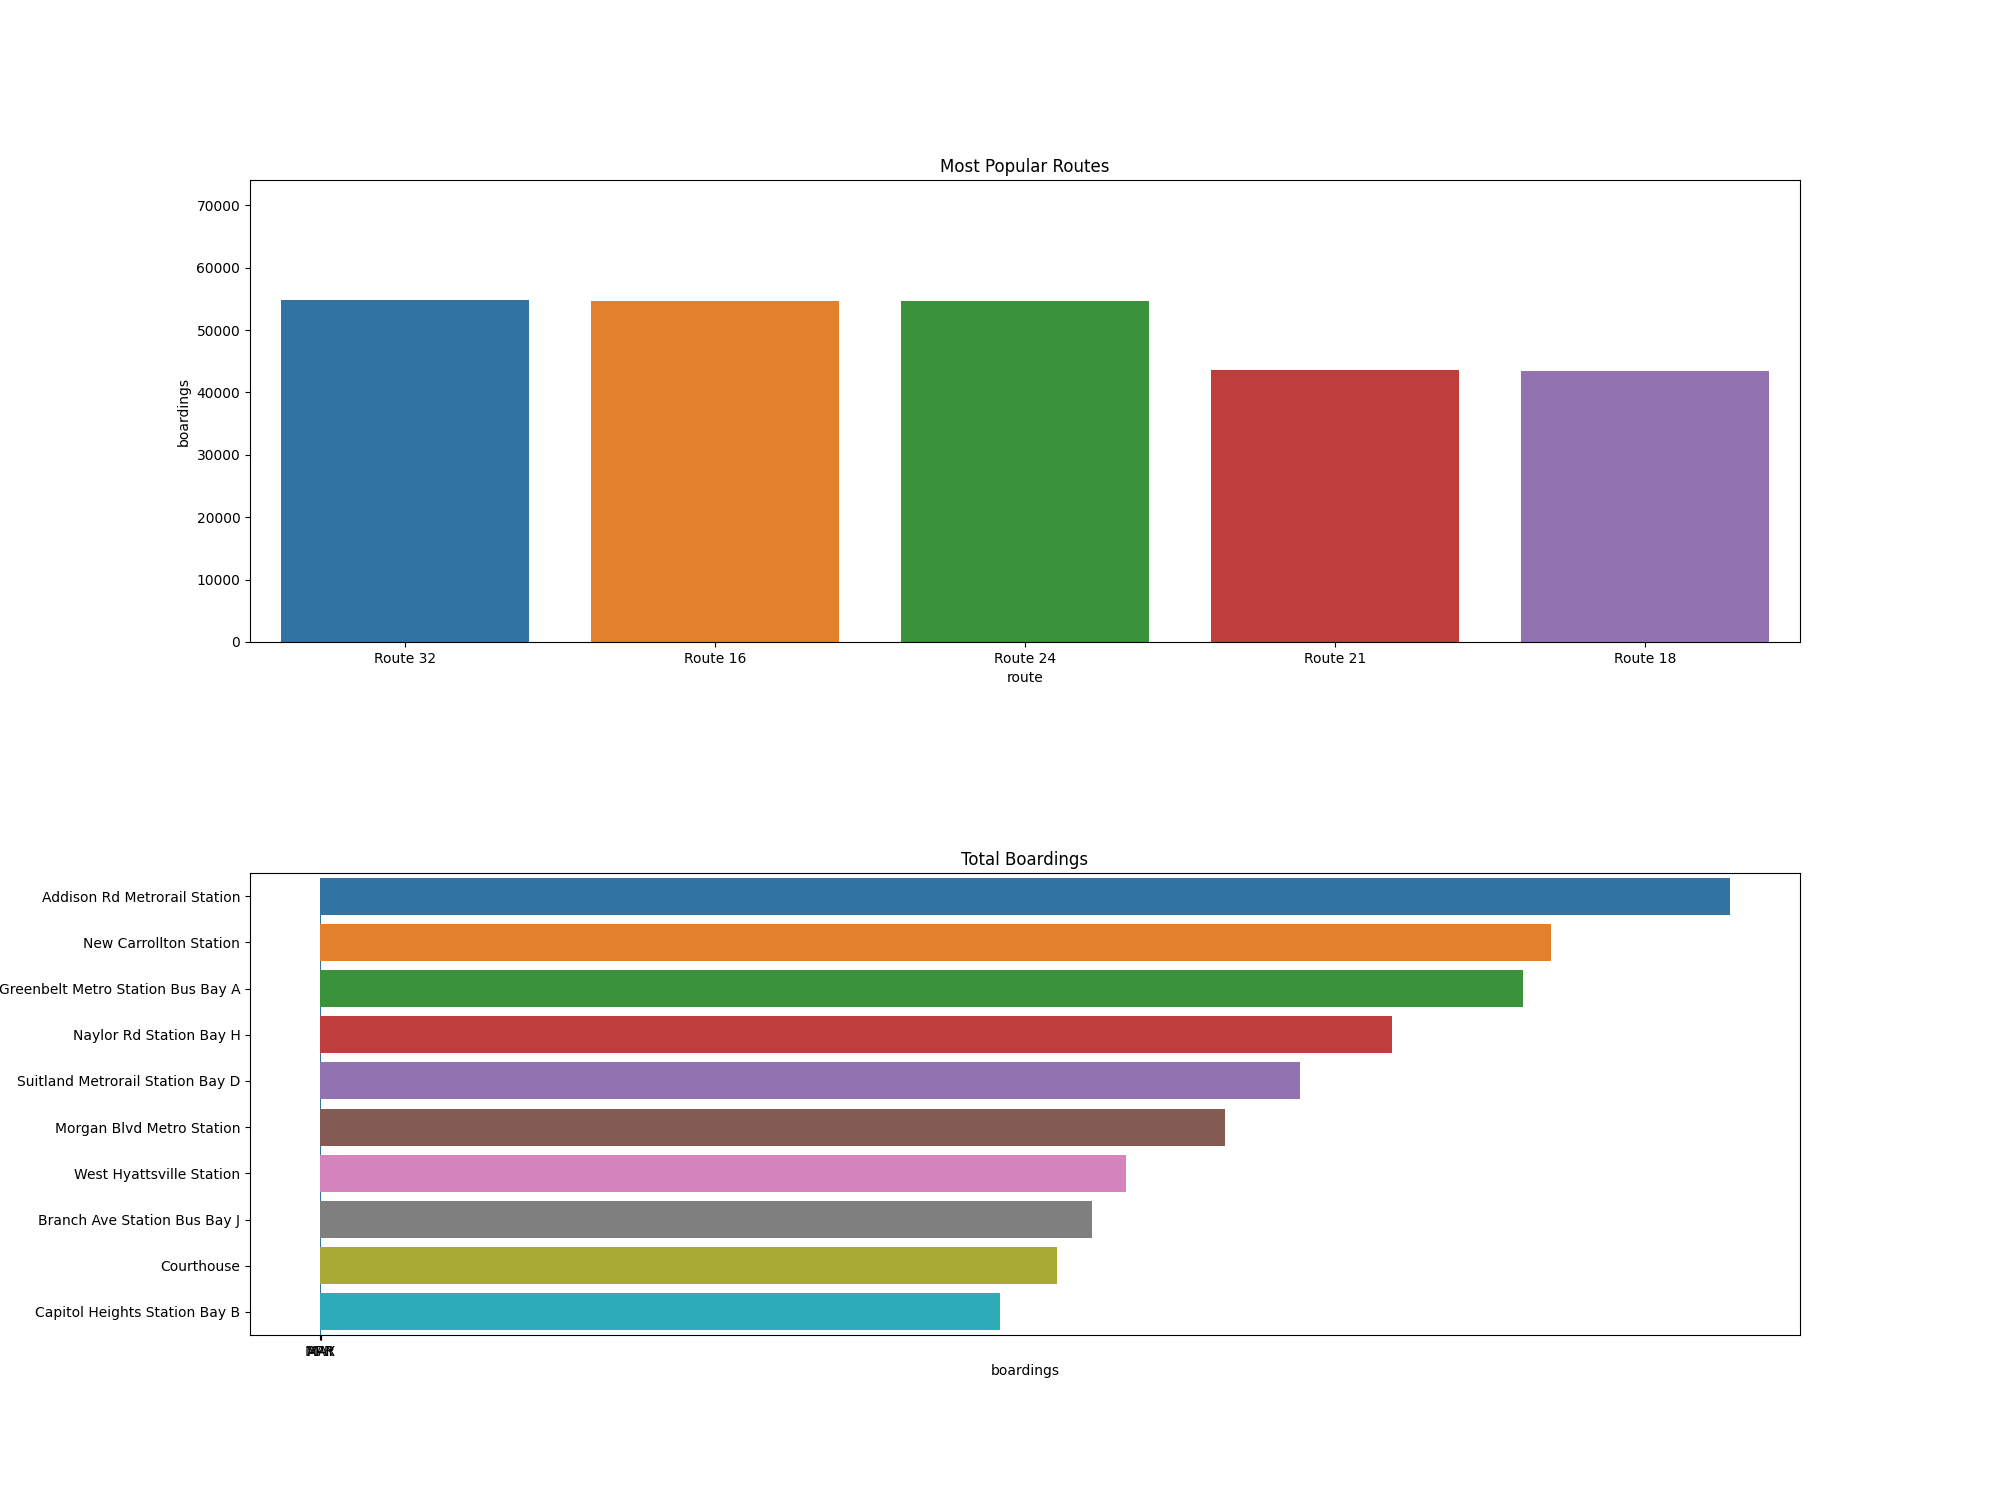 Most Popular Routes
70000
60000
50000
40000
30000
20000
10000
0
boardings
Route 32 Route 16 Route 24 Route 21 Route 18
route
Total Boardings
Addison Rd Metrorail Station
New Carrollton Station
Greenbelt Metro Station Bus Bay A
Naylor Rd Station Bay H
Suitland Metrorail Station Bay D
Morgan Blvd Metro Station
West Hyattsville Station
Branch Ave Station Bus Bay J
Courthouse
Capitol Heights Station Bay B
boardings